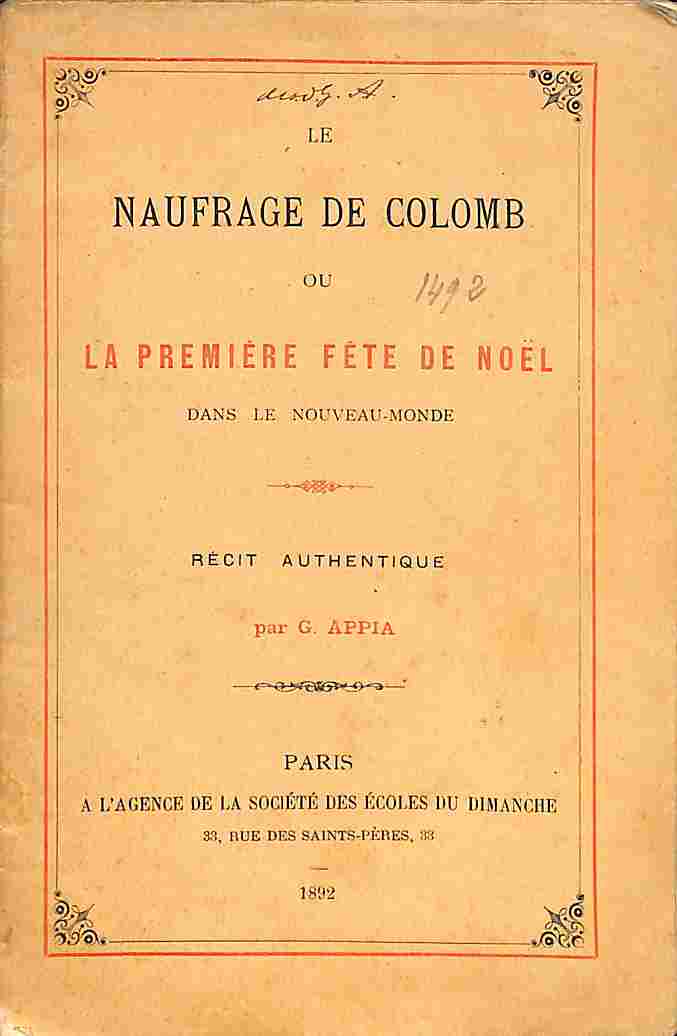 LE
NAUFRAGE DE COLOMB
OU
1492
LA PREMIÈRE FÊTE DE NOËL
DANS LE NOUVEAU-MONDE
RÉCIT AUTHENTIQUE
par G. APPIA
PARIS
A L'AGENCE DE LA SOCIÉTÉ DES ÉCOLES DU DIMANCHE
33, RUE DES SAINTS-PÈRES, 33
1892